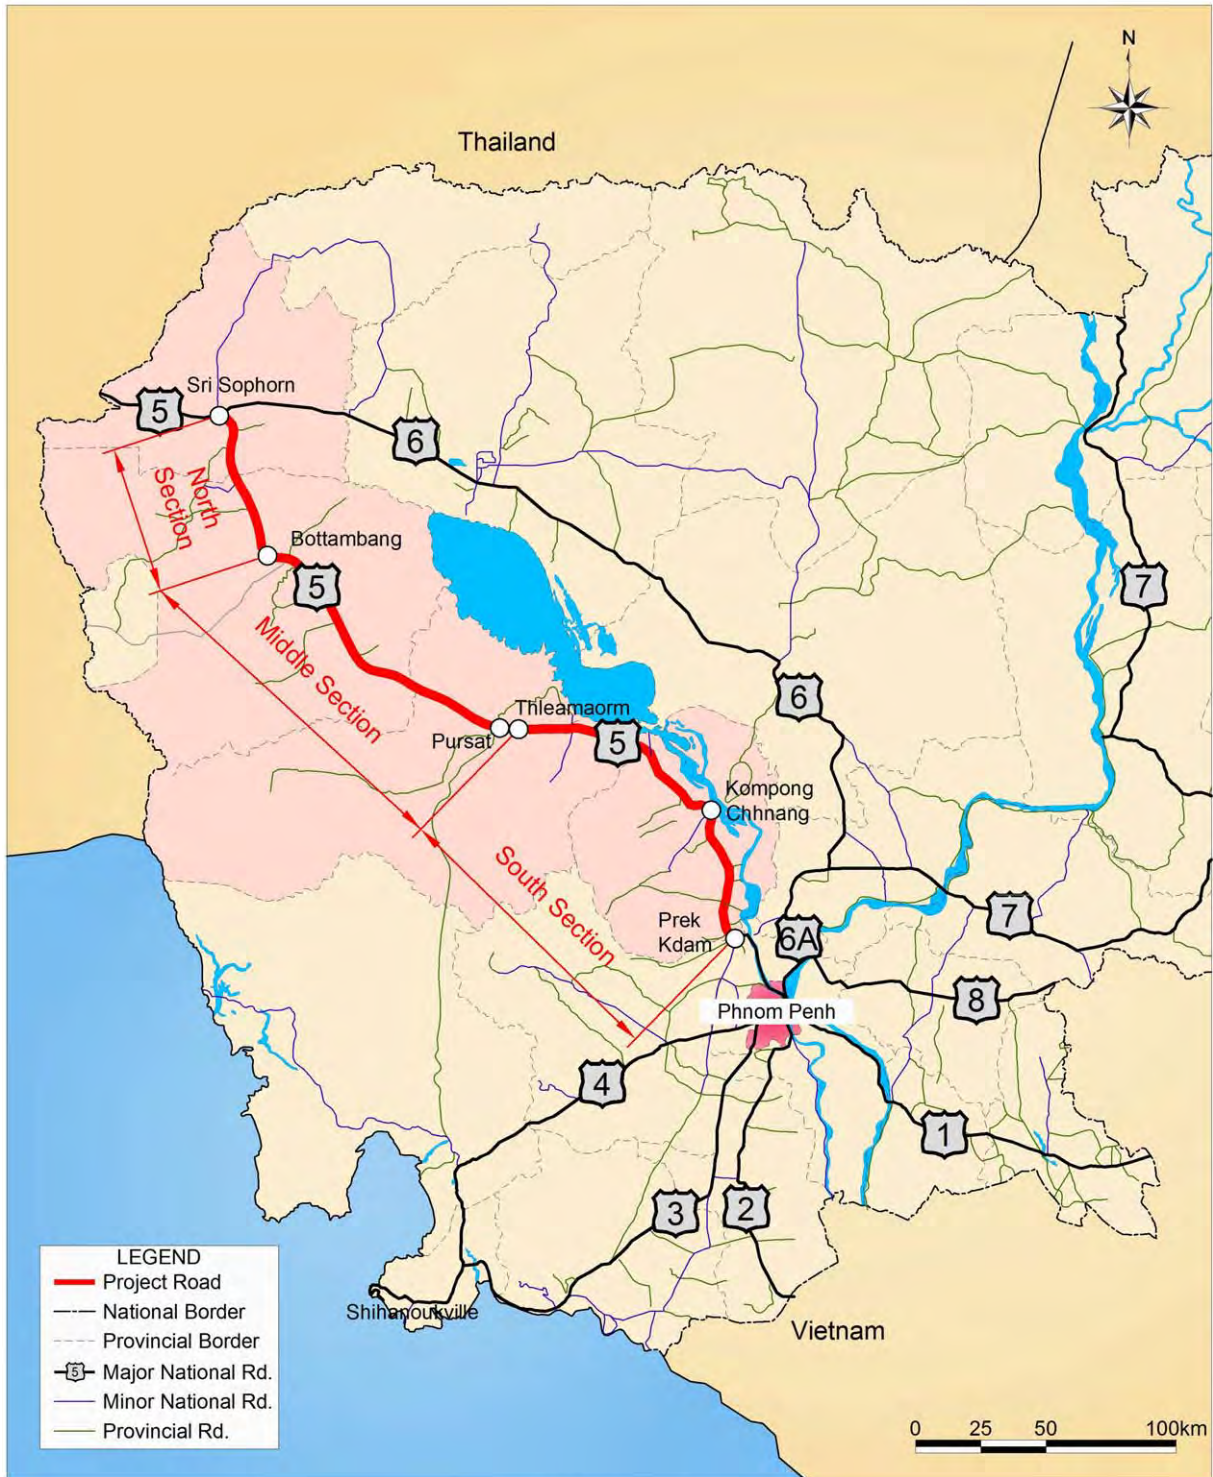 N
Thailand
Sri Sophorn
5
6
North
Section
Bottambang
5
7
Middle Section
6
Thleamaorm
Pursat
5
Kompong
Chhnang
South Section
7
Prek
Kdam
6A
8
Phnom Penh
4
1
3
2
LEGEND
Project Road
National Border
Provincial Border
5 Major National Rd.
Minor National Rd.
Provincial Rd.
Shihanoukville
Vietnam
0 25 50 100km